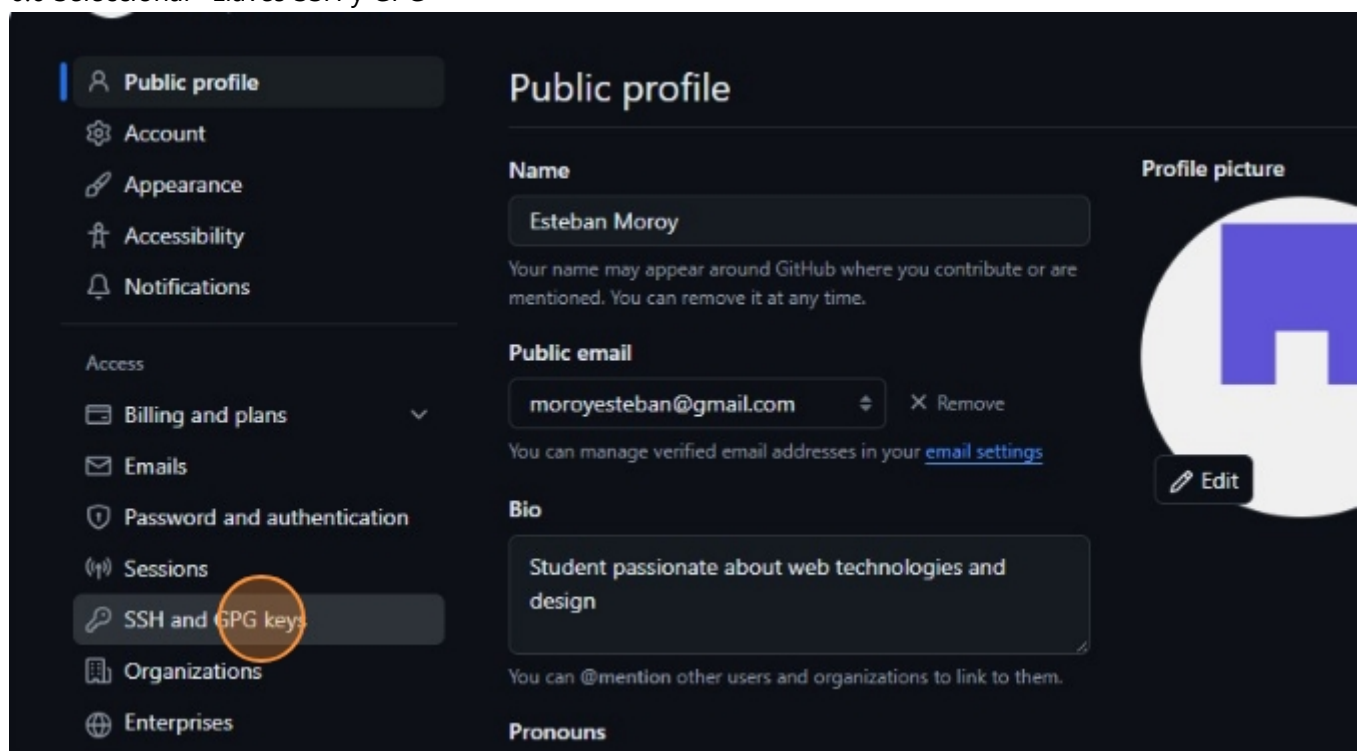 Public profile
Account
Appearance
Accessibility
Notifications
Access
Billing and plans
Emails
Password and authentication
Sessions
SSH and GPG keys
Organizations
Enterprises
Public profile
Name
Esteban Moroy
Your name may appear around GitHub where you contribute or are
mentioned. You can remove it at any time.
Public email
moroyesteban@gmail.com
Remove
You can manage verified email addresses in your email settings
Bio
Student passionate about web technologies and
design
You can @mention other users and organizations to link to them.
Pronouns
Profile picture
Edit